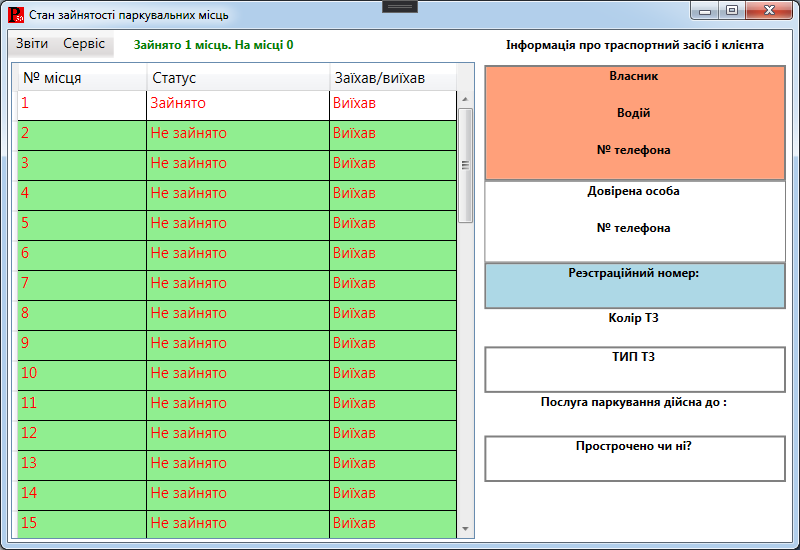 Стан зайнятості паркувальних місць
Звіти Сервіс Зайнято 1 місць. На місці 0
№ місця Статус Заїхав/виїхав
1 Зайнято Виїхав
2 Не зайнято Виїхав
3 Не зайнято Виїхав
4 Не зайнято Виїхав
5 Не зайнято Виїхав
6 Не зайнято Виїхав
7 Не зайнято Виїхав
8 Не зайнято Виїхав
9 Не зайнято Виїхав
10 Не зайнято Виїхав
11 Не зайнято Виїхав
12 Не зайнято Виїхав
13 Не зайнято Виїхав
14 Не зайнято Виїхав
15 Не зайнято Виїхав
Інформація про траспортний засіб і клієнта
Власник
Водій
№ телефона
Довірена особа
№ телефона
Реэстраційний номер:
Колір ТЗ
ТИП ТЗ
Послуга паркування дійсна до :
Прострочено чи ні?